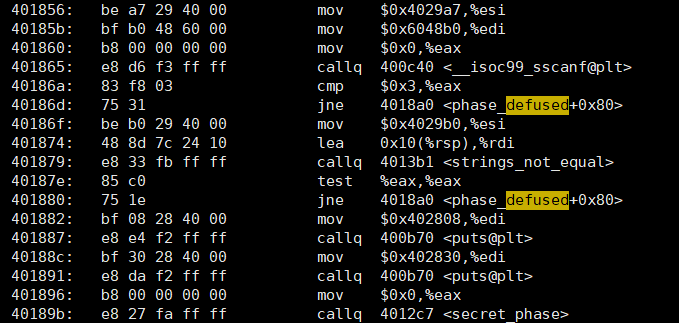 401856: be a7 29 40 00 mov $0x4029a7,%esi
40185b: bf b0 48 60 00 mov $0x6048b0,%edi
401860: b8 00 00 00 00 mov $0x0,%eax
401865: e8 d6 f3 ff ff callq 400c40 <__isoc99_sscanf@plt>
40186a: 83 f8 03 cmp $0x3,%eax
40186d: 75 31 jne 4018a0 <phase_defused+0x80>
40186f: be b0 29 40 00 mov $0x4029b0,%esi
401874: 48 8d 7c 24 10 lea 0x10(%rsp),%rdi
401879: e8 33 fb ff ff callq 4013b1 <strings_not_equal>
40187e: 85 c0 test %eax,%eax
401880: 75 1e jne 4018a0 <phase_defused+0x80>
401882: bf 08 28 40 00 mov $0x402808,%edi
401887: e8 e4 f2 ff ff callq 400b70 <puts@plt>
40188c: bf 30 28 40 00 mov $0x402830,%edi
401891: e8 da f2 ff ff callq 400b70 <puts@plt>
401896: b8 00 00 00 00 mov $0x0,%eax
40189b: e8 27 fa ff ff callq 4012c7 <secret_phase>